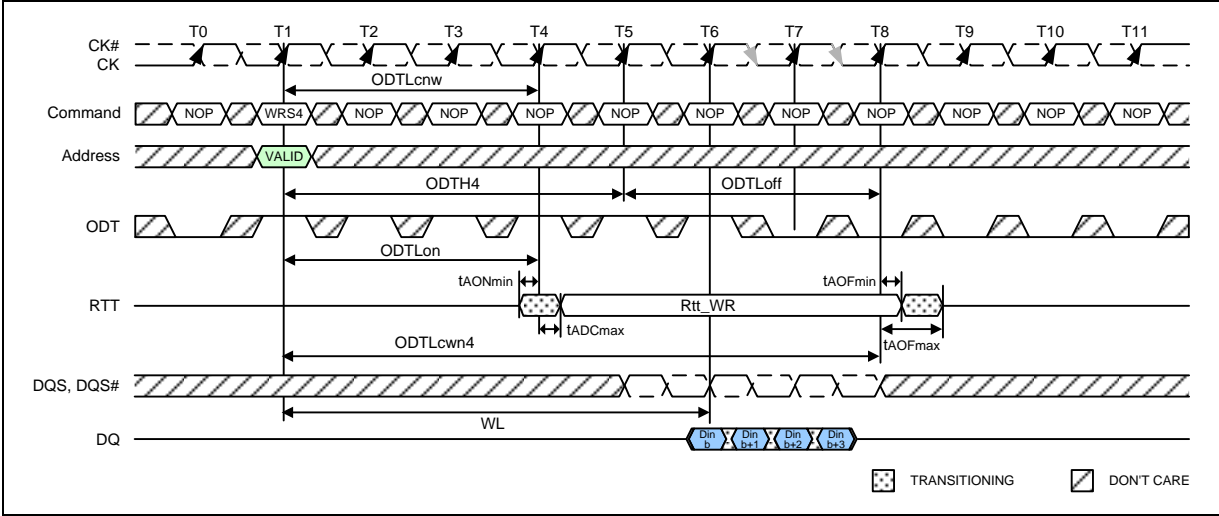 T0 T1 T2 T3 T4 T5 T6 T7 T8 T9 T10 T11
CK#
CK
ODTLcnw
Command NOP WRS4 NOP NOP NOP NOP NOP NOP NOP NOP NOP NOP
Address VALID
ODTH4 ODTLoff
ODT
ODTLon
tAONmin tAOFmin
RTT Rtt_WR
tADCmax
tAOFmax
ODTLcwn4
DQS, DQS#
WL
DQ Din b Din b+1 Din b+2 Din b+3
TRANSITIONING DON'T CARE